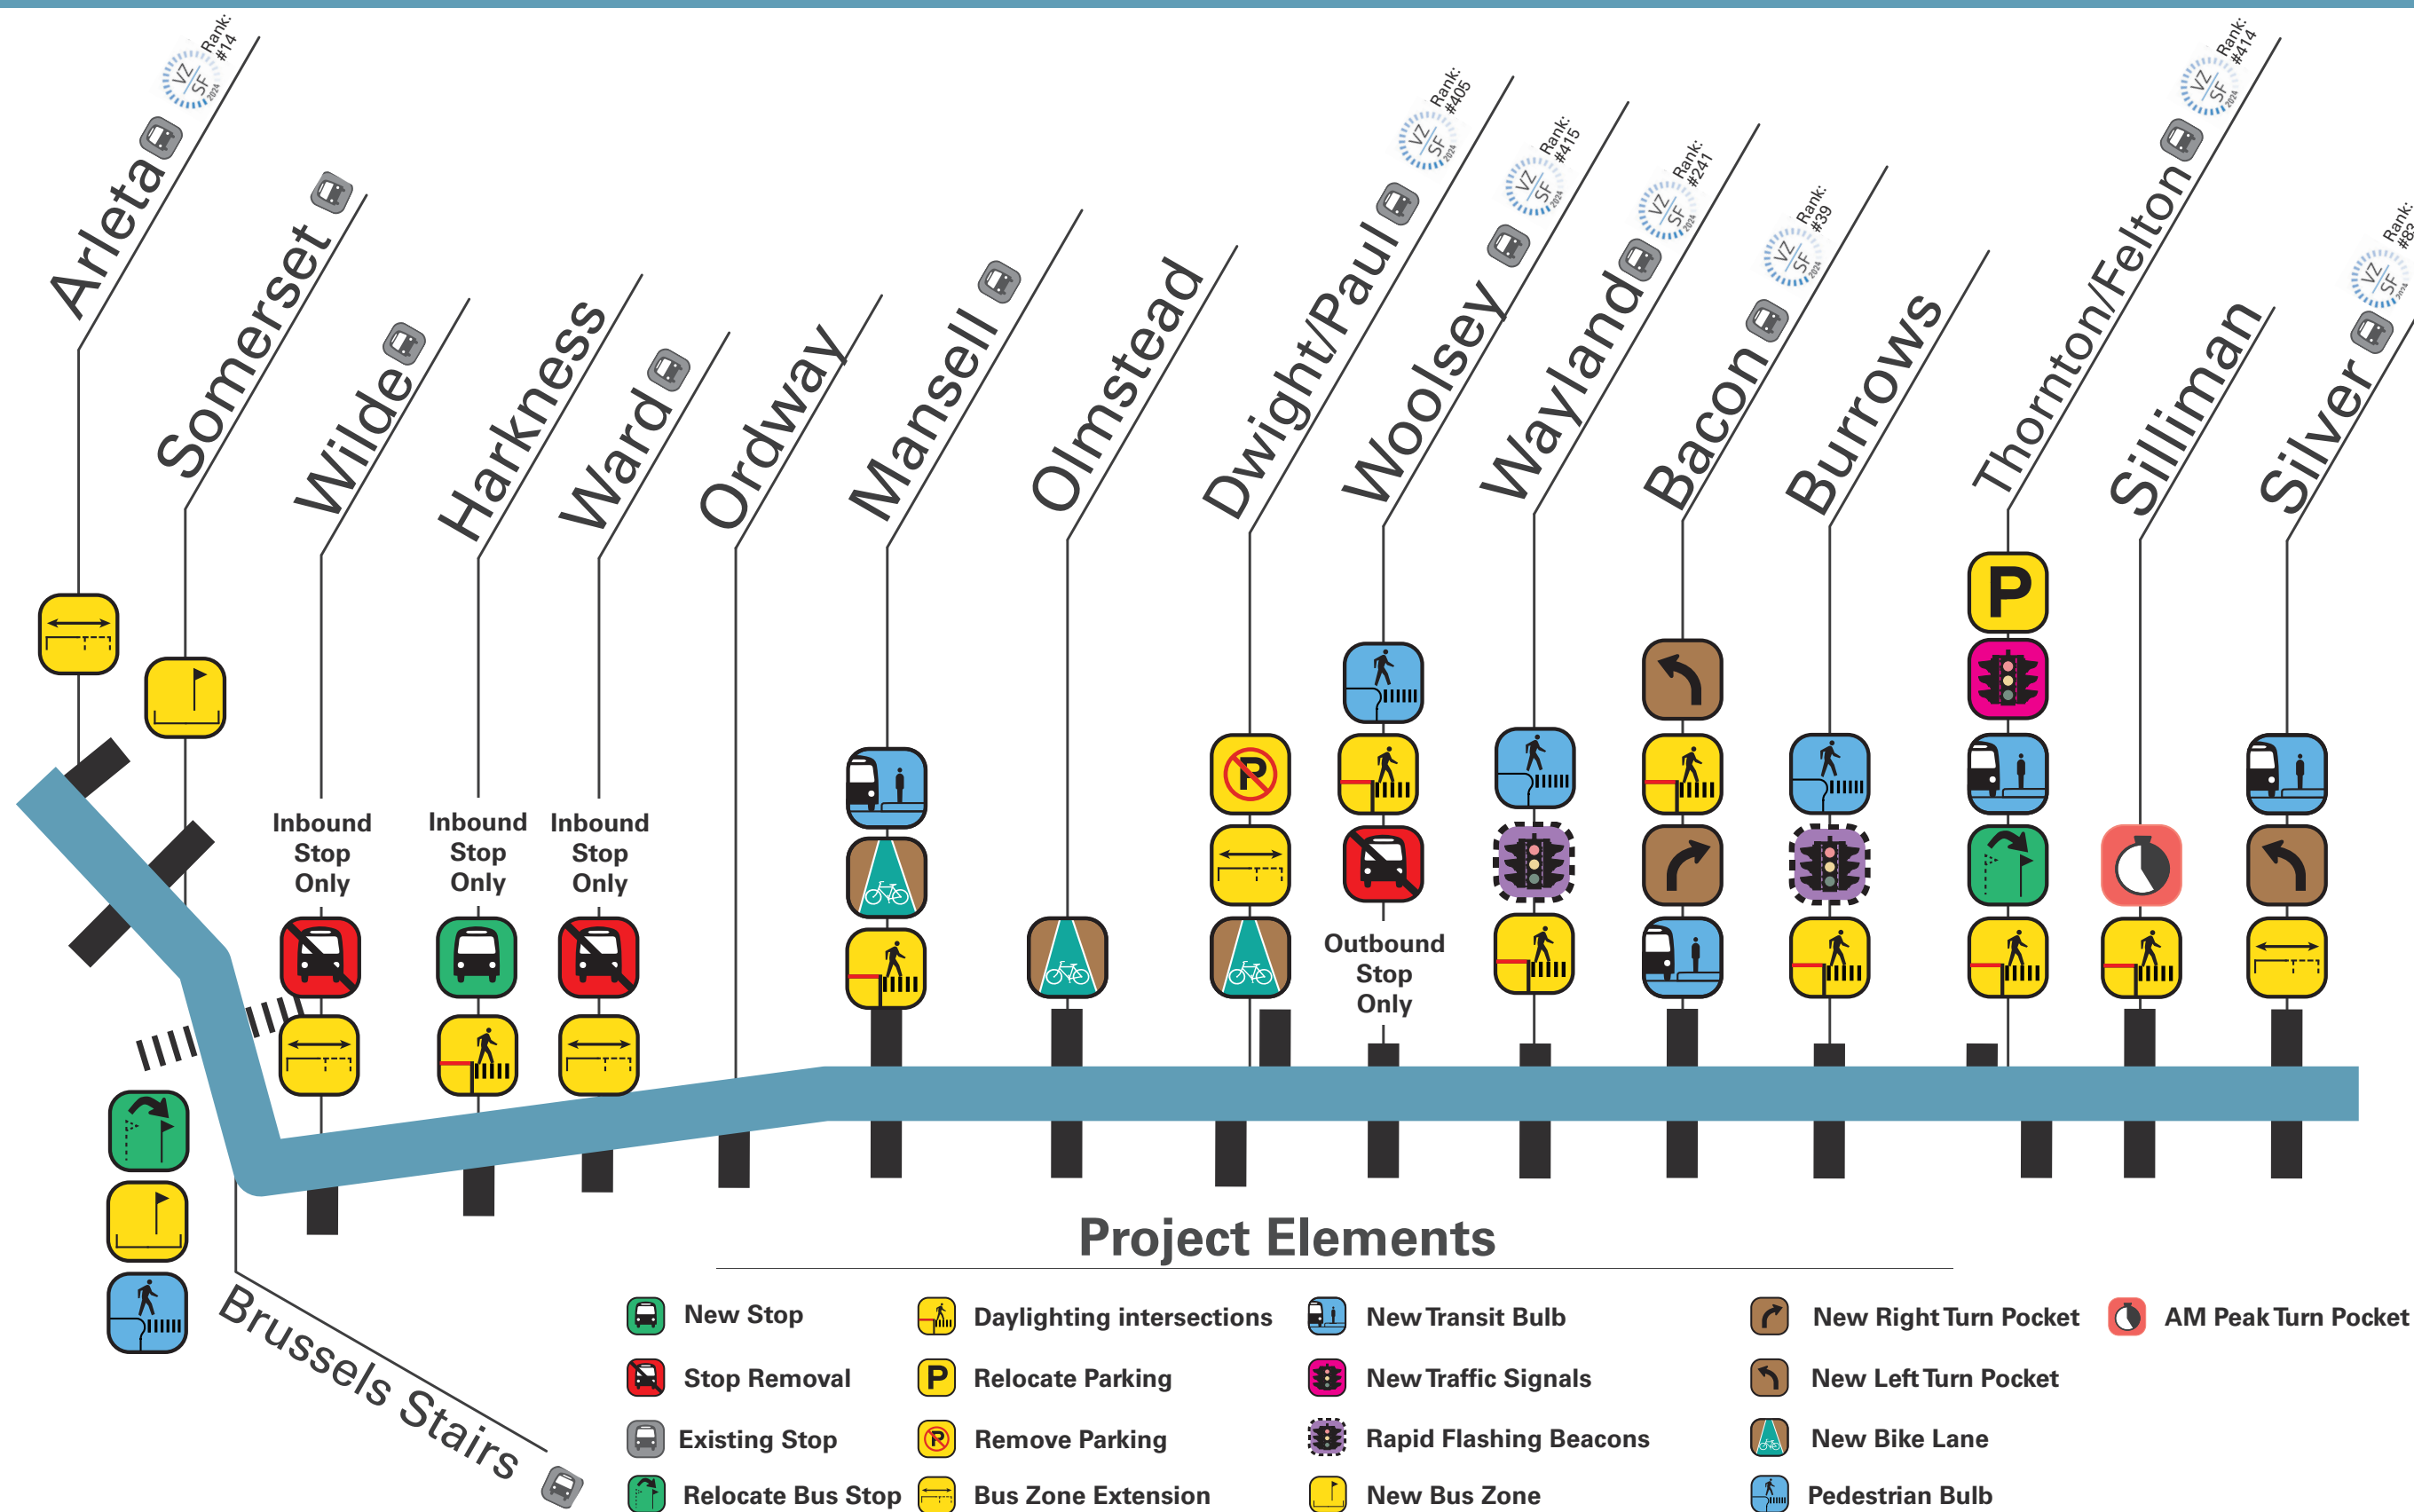 Arleta
VZ
SF
2024
Rank:
#14
Somerset
Wilde
Harkness
Ward
Ordway
Mansell
Olmstead
Dwight/Paul
VZ
SF
2024
Rank:
#405
Woolsey
VZ
SF
2024
Rank:
#415
Wayland
VZ
SF
2024
Rank:
#241
Bacon
VZ
SF
2024
Rank:
#39
Burrows
Thornton/Felton
VZ
SF
2024
Rank:
#414
Silliman
Silver
VZ
SF
2024
Rank:
P
P
Inbound
Stop
Only
Inbound
Stop
Only
Inbound
Stop
Only
Outbound
Stop
Only
Brussels Stairs
Project Elements
New Stop
Stop Removal
Existing Stop
Relocate Bus Stop
Daylighting intersections
P Relocate Parking
P Remove Parking
Bus Zone Extension
New Transit Bulb
New Traffic Signals
Rapid Flashing Beacons
New Bus Zone
New Right Turn Pocket
New Left Turn Pocket
New Bike Lane
Pedestrian Bulb
AM Peak Turn Pocket